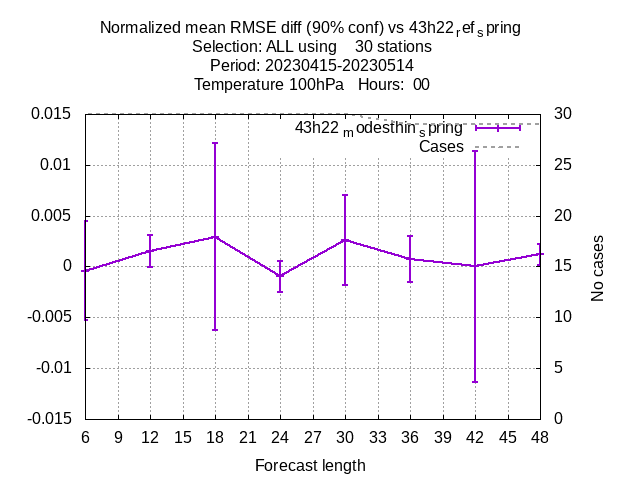 Normalized mean RMSE diff (90% conf) vs 43h22refspring
Selection: ALL using 30 stations
Period: 20230415-20230514
Temperature 100hPa Hours: 00
0.015 30
43h22modesthinspring
Cases
0.01 25
0.005 20
0 15
No cases
-0.005 10
-0.01 5
-0.015 0
6 9 12 15 18 21 24 27 30 33 36 39 42 45 48
Forecast length